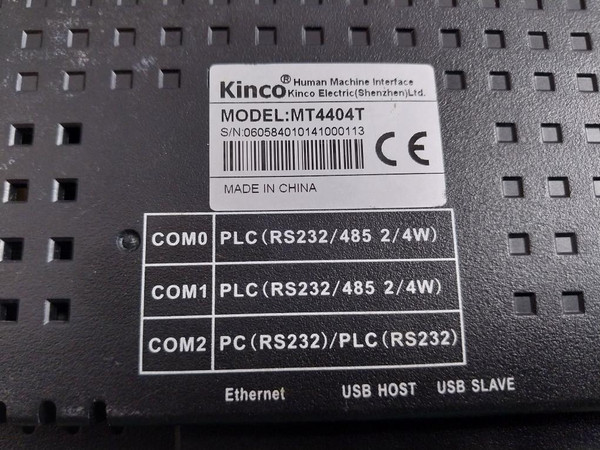 Kinco® Human Machine Interface
Kinco Electric(Shenzhen)Ltd.
MODEL:MT4404T
S/N:060584010141000113
CE
MADE IN CHINA
COM0 PLC(RS232/485 2/4W)
COM1 PLC(RS232/485 2/4W)
COM2 PC(RS232)/PLC(RS232)
Ethernet USB HOST USB SLAVE